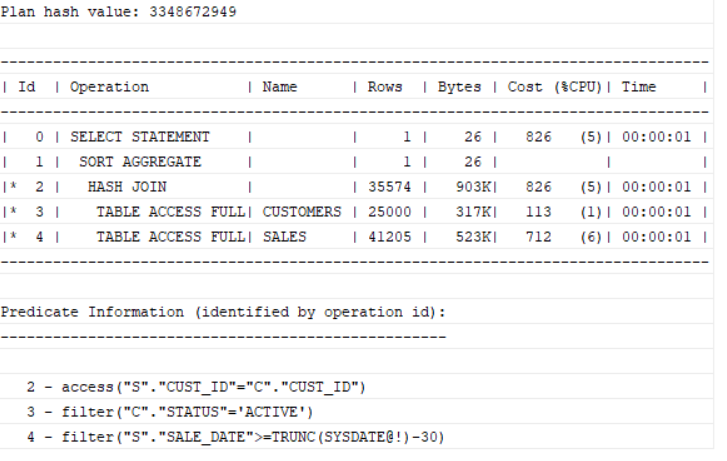 Plan hash value: 3348672949
-----------------------------------------------------------------------------------
| Id  | Operation           | Name      | Rows  | Bytes | Cost (%CPU)| Time     |
-----------------------------------------------------------------------------------
|   0 | SELECT STATEMENT    |           |     1 |    26 |   826   (5)| 00:00:01 |
|   1 |  SORT AGGREGATE     |           |     1 |    26 |            |          |
|*  2 |   HASH JOIN         |           | 35574 |   903K|   826   (5)| 00:00:01 |
|*  3 |    TABLE ACCESS FULL| CUSTOMERS | 25000 |   317K|   113   (1)| 00:00:01 |
|*  4 |    TABLE ACCESS FULL| SALES     | 41205 |   523K|   712   (6)| 00:00:01 |
-----------------------------------------------------------------------------------
Predicate Information (identified by operation id):
---------------------------------------------------
   2 - access("S"."CUST_ID"="C"."CUST_ID")
   3 - filter("C"."STATUS"='ACTIVE')
   4 - filter("S"."SALE_DATE">=TRUNC(SYSDATE@!)-30)